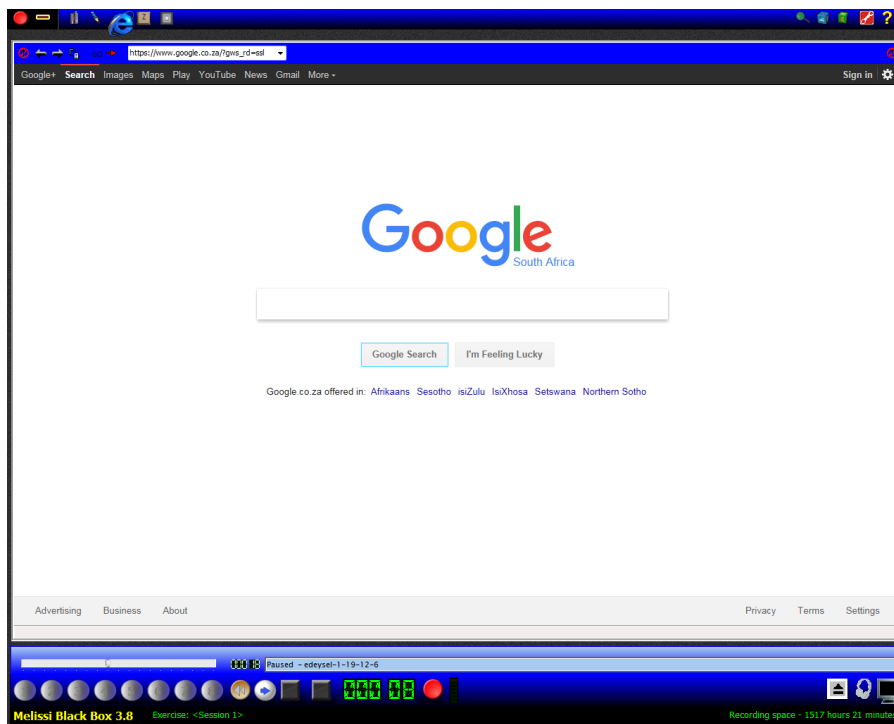 https://www.google.co.za/?gws_rd=ssl
Google+ Search Images Maps Play YouTube News Gmail More Sign in
Google
South Africa
Google Search I'm Feeling Lucky
Google.co.za offered in: Afrikaans Sesotho isiZulu IsiXhosa Setswana Northern Sotho
Advertising Business About Privacy Terms Settings
Paused - edeysel-1-19-12-6
Melissi Black Box 3.8 Exercise: <Session 1> Recording space - 1517 hours 21 minute